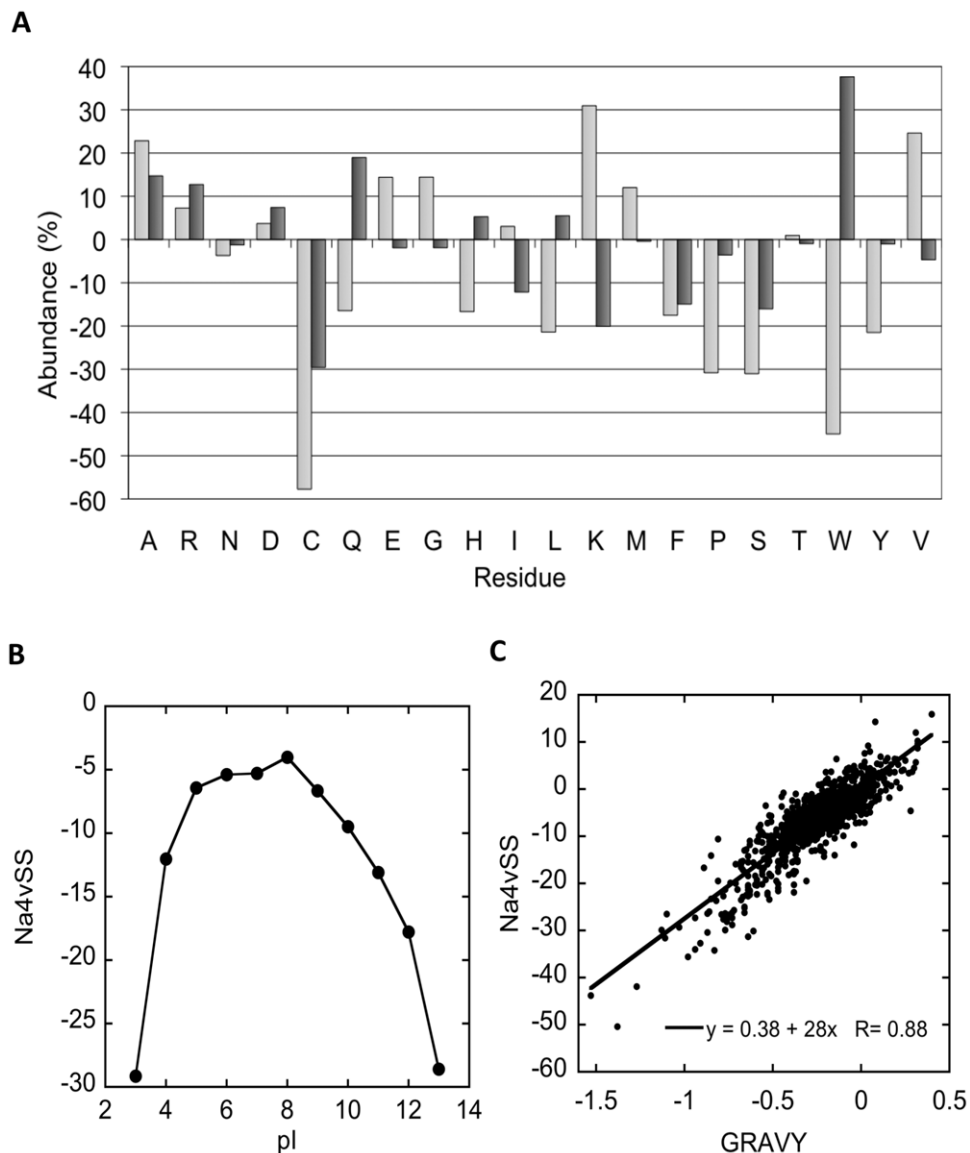 A
40
30
20
10
0
-10
-20
-30
-40
-50
-60
Abundance (%)
A R N D C Q E G H I L K M F P S T W Y V
Residue
B
0
-5
-10
-15
-20
-25
-30
Na4vSS
2 4 6 8 10 12 14
pI
C
20
10
0
-10
-20
-30
-40
-50
-60
Na4vSS
y = 0.38 + 28x R= 0.88
-1.5 -1 -0.5 0 0.5
GRAVY